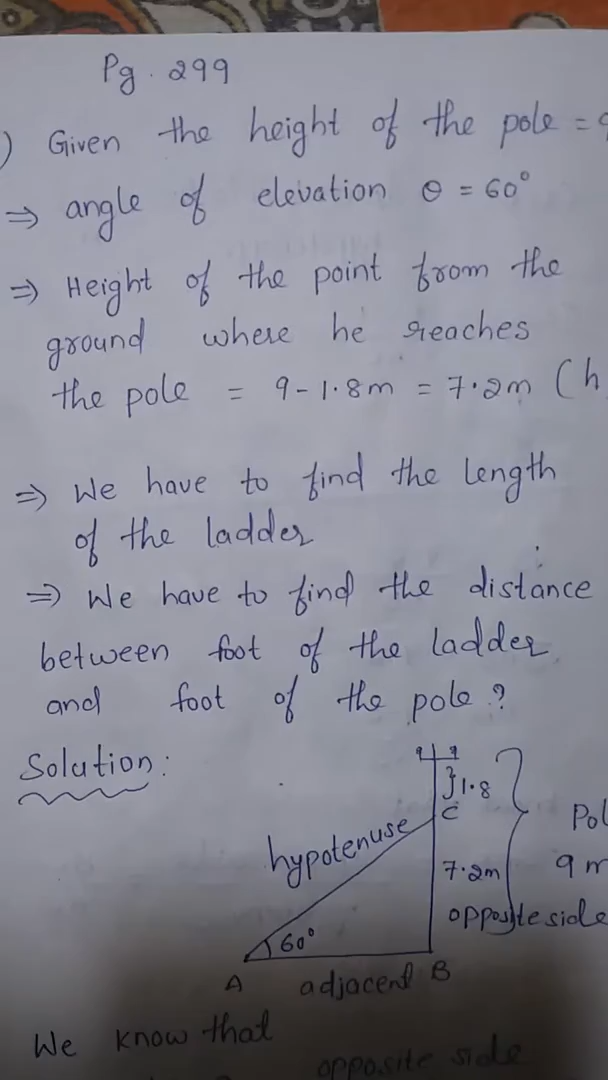 Pg. 299
) Given the height of the pole = 9
⇒ angle of elevation θ = 60°
⇒ Height of the point from the
ground where he reaches
the pole = 9-1.8m = 7.2m (h
⇒ We have to find the length
of the ladder
⇒ We have to find the distance
between foot of the ladder
and foot of the pole?
Solution:
}1.8
C
Pol
hypotenuse
7.2m
9 m
opposite side
60°
A adjacent B
We know that
opposite side